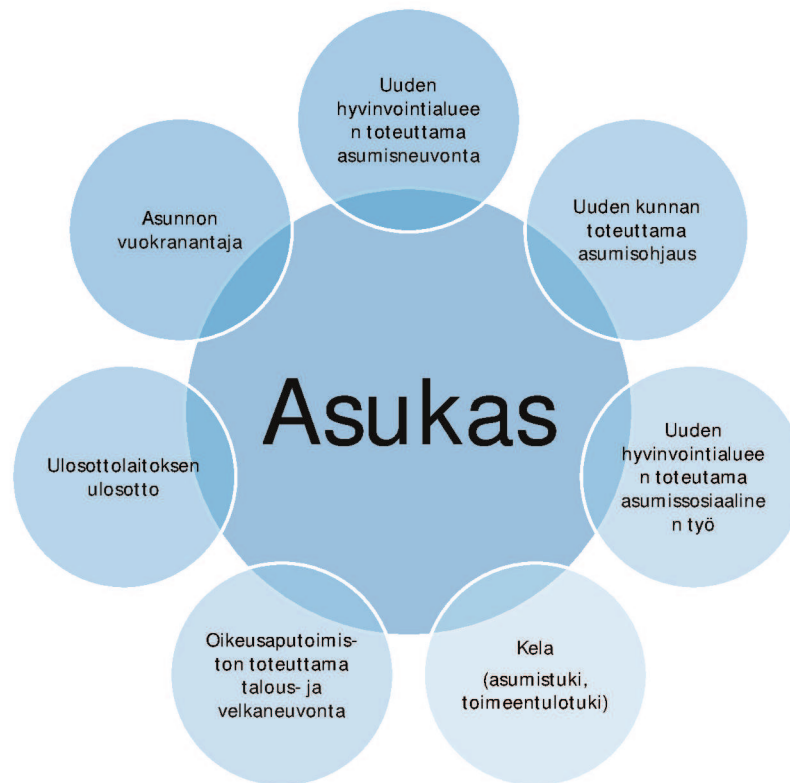 Uuden
hyvinvointialuee
n toteuttama
asumisneuvonta
Asunnon
vuokranantaja
Uuden kunnan
toteuttama
asumisohjaus
Asukas
Ulosottolaitoksen
ulosotto
Uuden
hyvinvointialuee
n toteutama
asumissosiaaline
n työ
Oikeusaputoimis-
ton toteuttama
talous- ja
velkaneuvonta
Kela
(asumistuki,
toimeentulotuki)